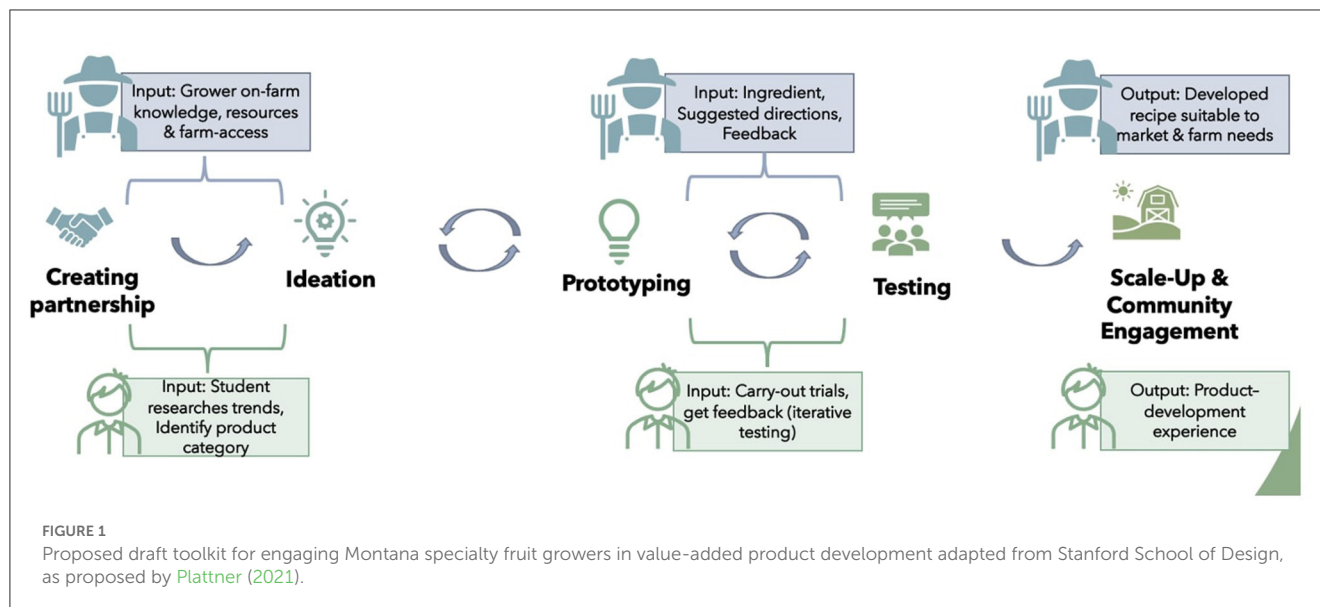 Input: Grower on-farm
knowledge, resources
& farm-access
Input: Ingredient,
Suggested directions,
Feedback
Output: Developed
recipe suitable to
market & farm needs
Creating
partnership
Ideation
Prototyping
Testing
Scale-Up &
Community
Engagement
Input: Student
researches trends,
Identify product
category
Input: Carry-out trials,
get feedback (iterative
testing)
Output: Product-
development
experience
FIGURE 1
Proposed draft toolkit for engaging Montana specialty fruit growers in value-added product development adapted from Stanford School of Design,
as proposed by Plattner (2021).